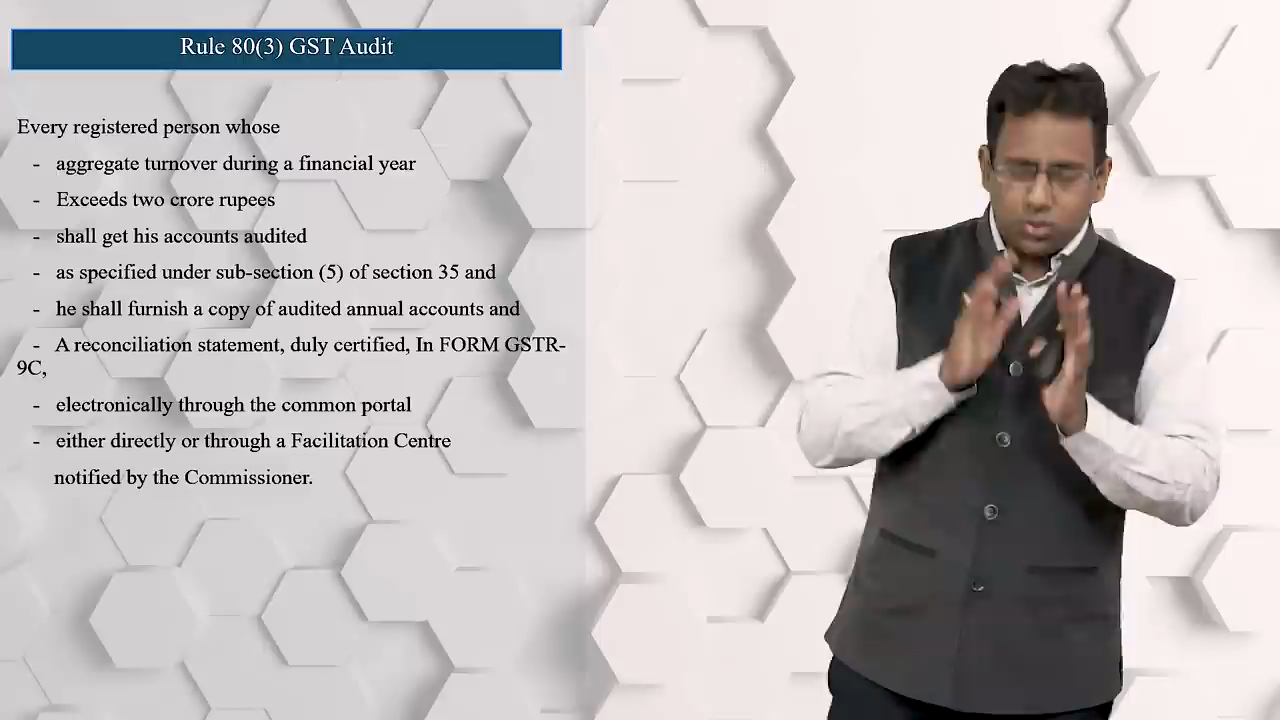 Rule 80(3) GST Audit
Every registered person whose
- aggregate turnover during a financial year
- Exceeds two crore rupees
- shall get his accounts audited
- as specified under sub-section (5) of section 35 and
- he shall furnish a copy of audited annual accounts and
- A reconciliation statement, duly certified, In FORM GSTR-
9C,
- electronically through the common portal
- either directly or through a Facilitation Centre
notified by the Commissioner.